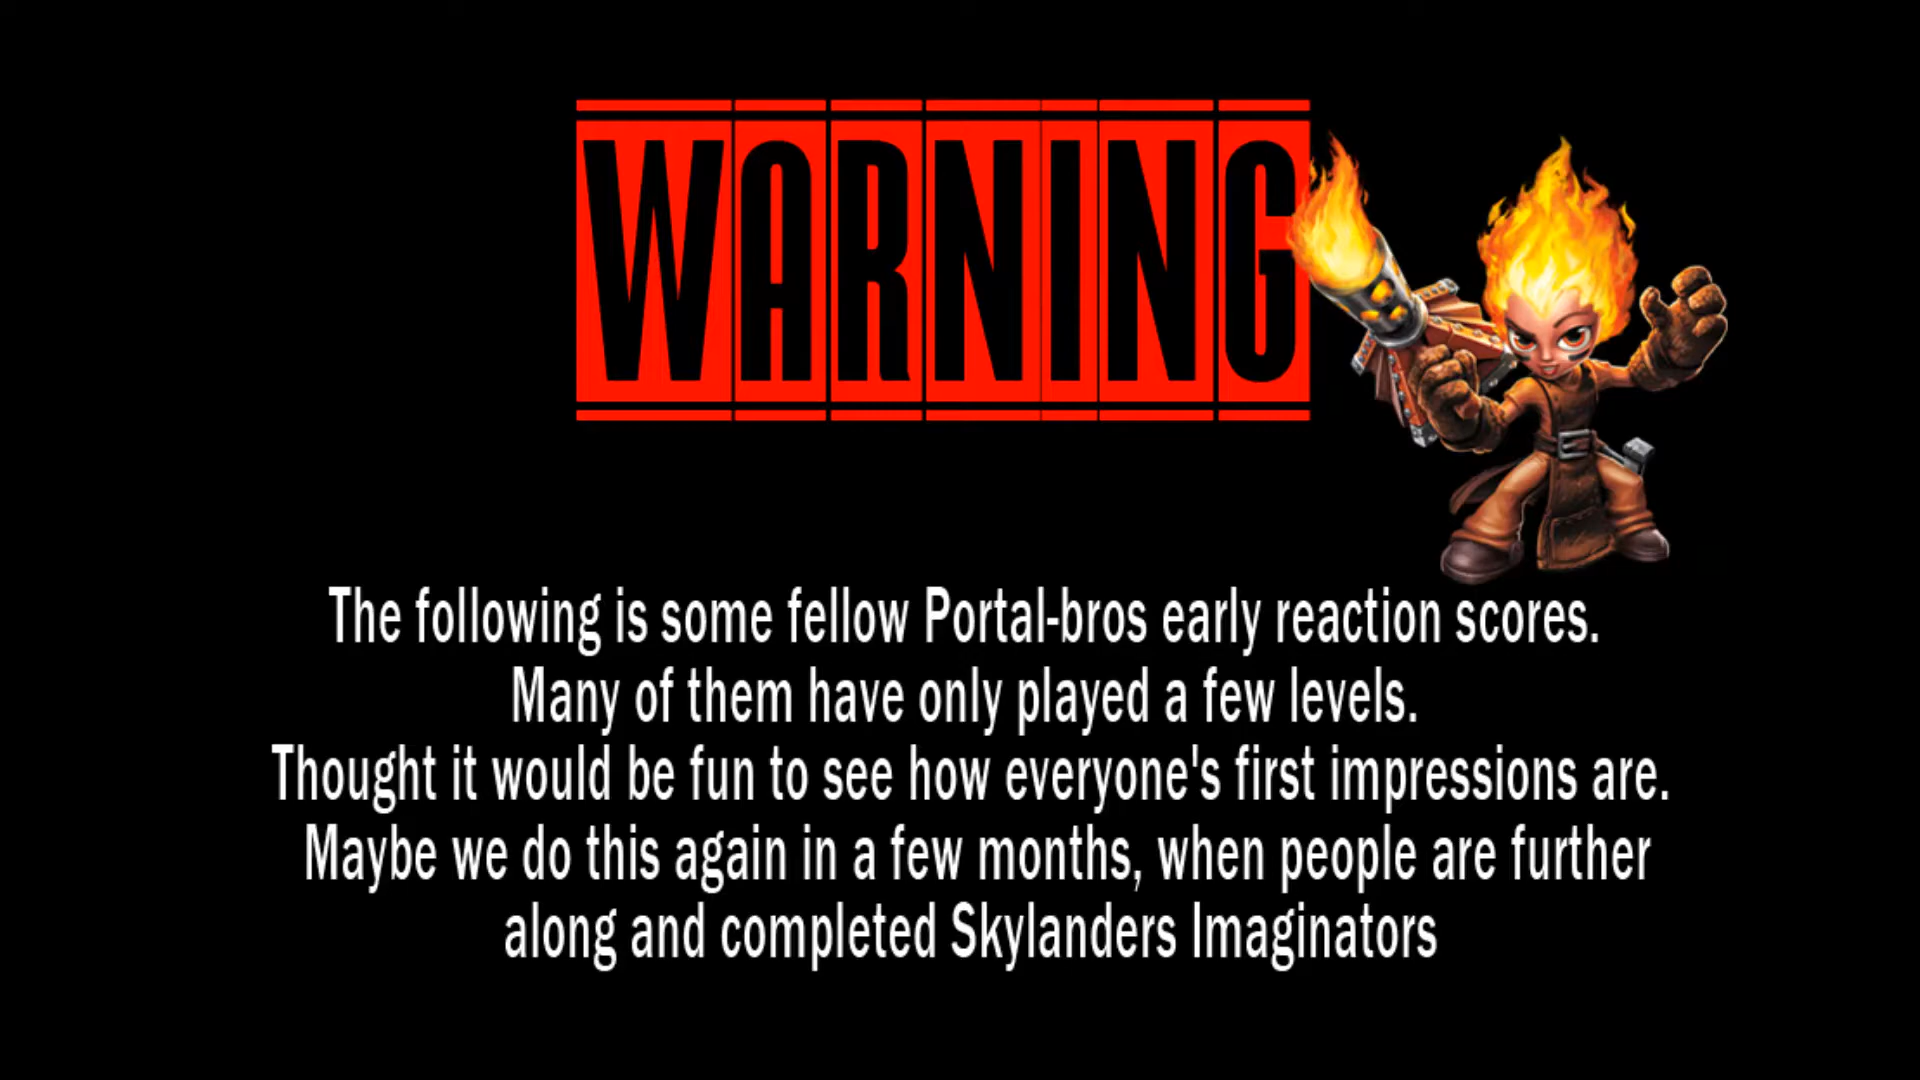 WARNING
The following is some fellow Portal-bros early reaction scores.
Many of them have only played a few levels.
Thought it would be fun to see how everyone's first impressions are.
Maybe we do this again in a few months, when people are further
along and completed Skylanders Imaginators